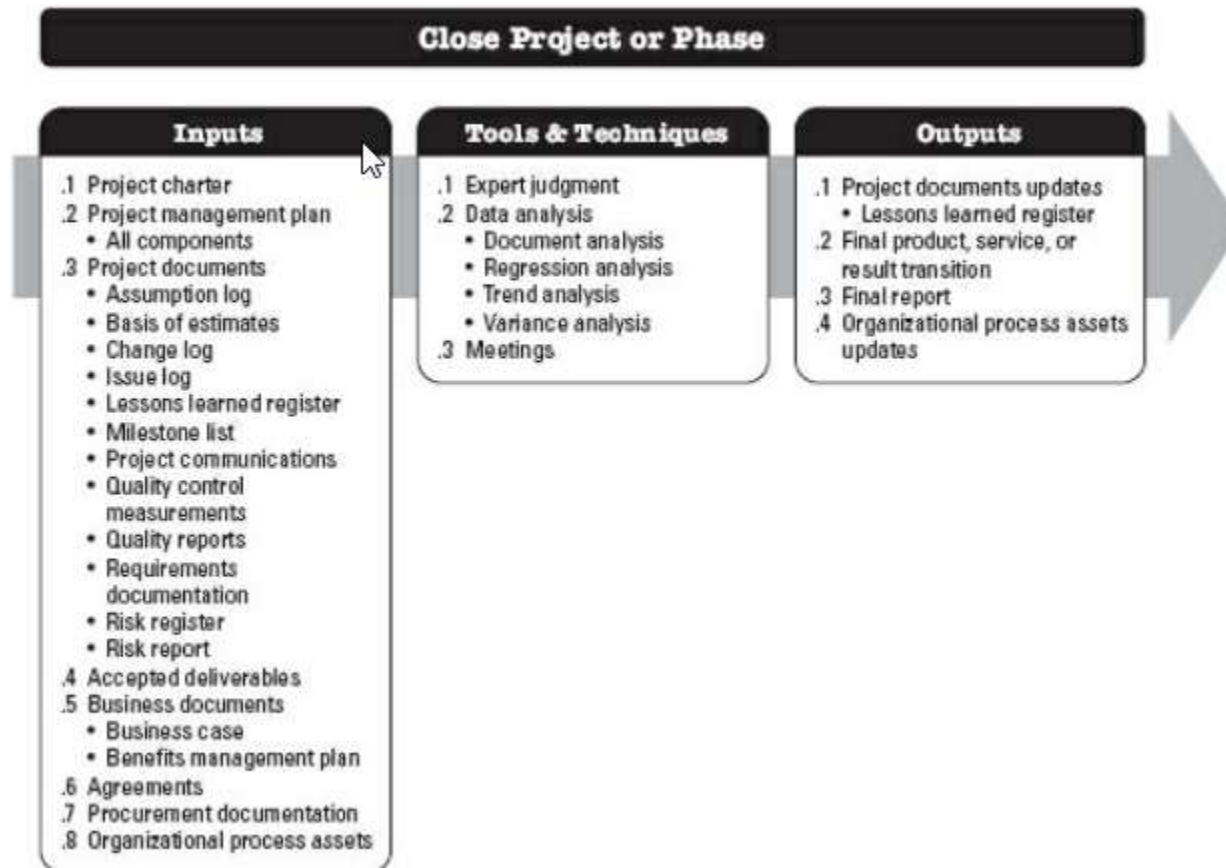 Close Project or Phase
Inputs
.1 Project charter
.2 Project management plan
• All components
.3 Project documents
• Assumption log
• Basis of estimates
• Change log
• Issue log
• Lessons learned register
• Milestone list
• Project communications
• Quality control
measurements
• Quality reports
• Requirements
documentation
• Risk register
• Risk report
.4 Accepted deliverables
.5 Business documents
• Business case
• Benefits management plan
.6 Agreements
.7 Procurement documentation
.8 Organizational process assets
Tools & Techniques
.1 Expert judgment
.2 Data analysis
• Document analysis
• Regression analysis
• Trend analysis
• Variance analysis
.3 Meetings
Outputs
.1 Project documents updates
• Lessons learned register
.2 Final product, service, or
result transition
.3 Final report
.4 Organizational process assets
updates